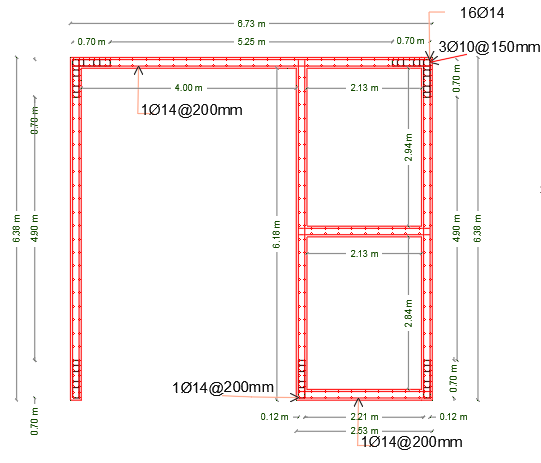 16Ø14
6.73 m
0.70 m
5.25 m
0.70 m
3Ø10@150mm
0.70 m
4.00 m
2.13 m
0.70 m
1Ø14@200mm
2.94 m
6.38 m
4.90 m
6.18 m
4.90 m
6.38 m
2.13 m
2.84 m
1Ø14@200mm
0.70 m
0.70 m
0.12 m
2.21 m
0.12 m
2.53 m
1Ø14@200mm